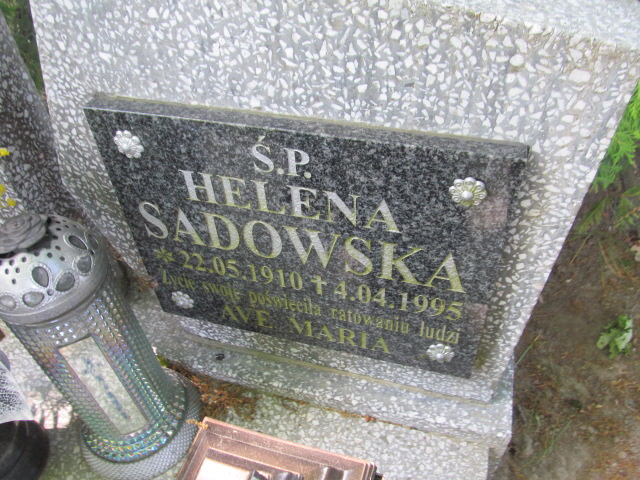 Ś.P.
HELENA
SADOWSKA
* 22.05.1910 † 4.04.1995
Życie swoje poświęciła ratowaniu ludzi
AVE MARIA